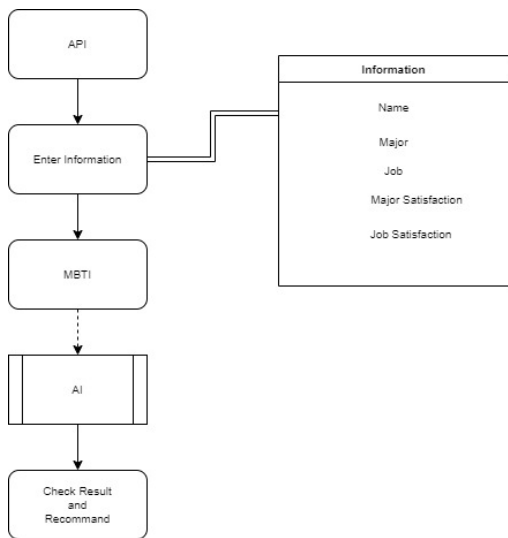 API
Enter Information
MBTI
AI
Check Result
and
Recommand
Information
Name
Major
Job
Major Satisfaction
Job Satisfaction